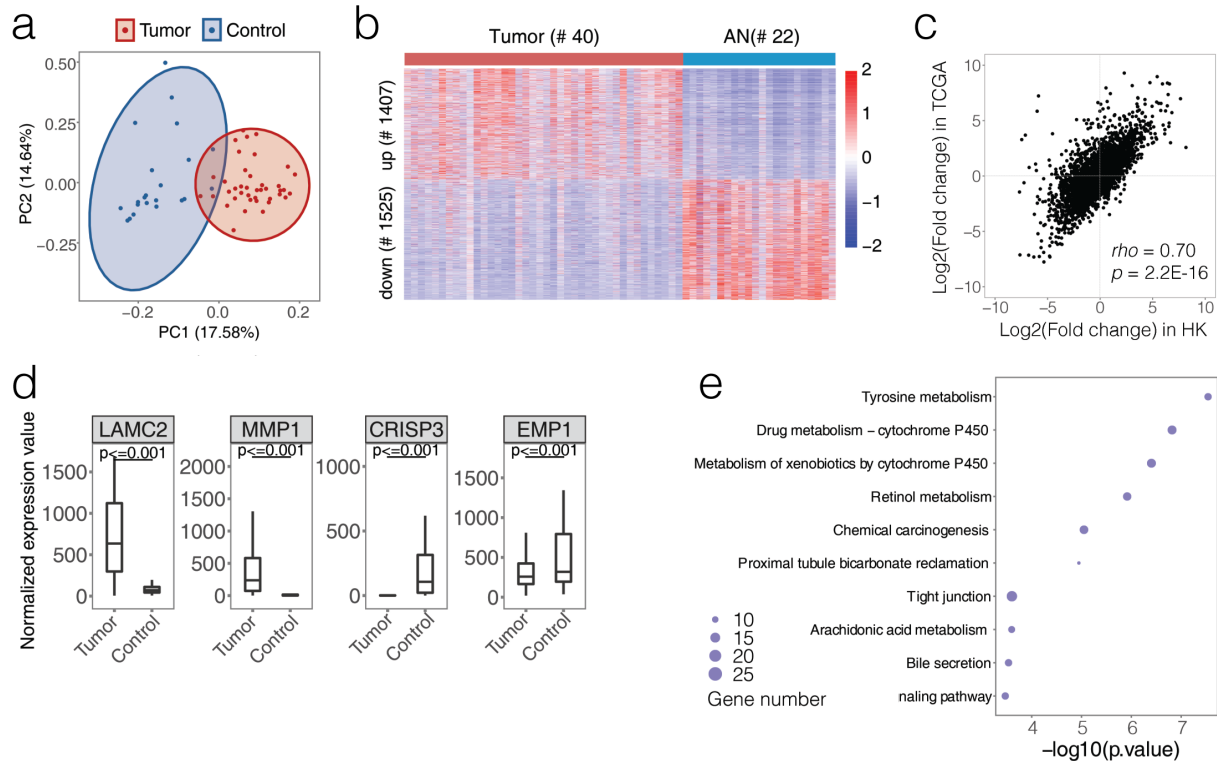 a
Tumor Control
0.50
0.25
0.00
−0.25
PC2 (14.64%)
−0.2 0.0 0.2
PC1 (17.58%)
b
Tumor (# 40) AN(# 22)
up (# 1407)
down (# 1525)
2
1
0
−1
−2
c
Log2(Fold change) in TCGA
10
5
0
−5
−10
rho = 0.70
p = 2.2E-16
−10 −5 0 5 10
Log2(Fold change) in HK
d
Normalized expression value
LAMC2
p<=0.001
1500
1000
500
0
Tumor
Control
MMP1
p<=0.001
2000
1500
1000
500
0
Tumor
Control
CRISP3
p<=0.001
1000
500
0
Tumor
Control
EMP1
p<=0.001
1500
1000
500
0
Tumor
Control
e
Tyrosine metabolism
Drug metabolism − cytochrome P450
Metabolism of xenobiotics by cytochrome P450
Retinol metabolism
Chemical carcinogenesis
Proximal tubule bicarbonate reclamation
Tight junction
Arachidonic acid metabolism
Bile secretion
naling pathway
10
15
20
25
Gene number
4 5 6 7
−log10(p.value)